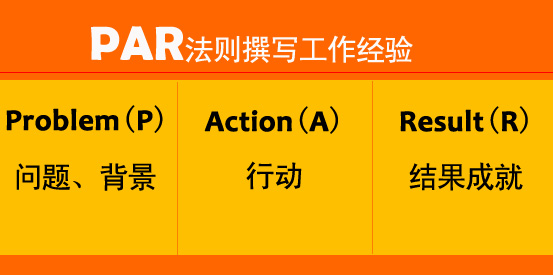 PAR法则撰写工作经验
Problem(P) Action(A) Result(R)
问题、背景 行动 结果成就